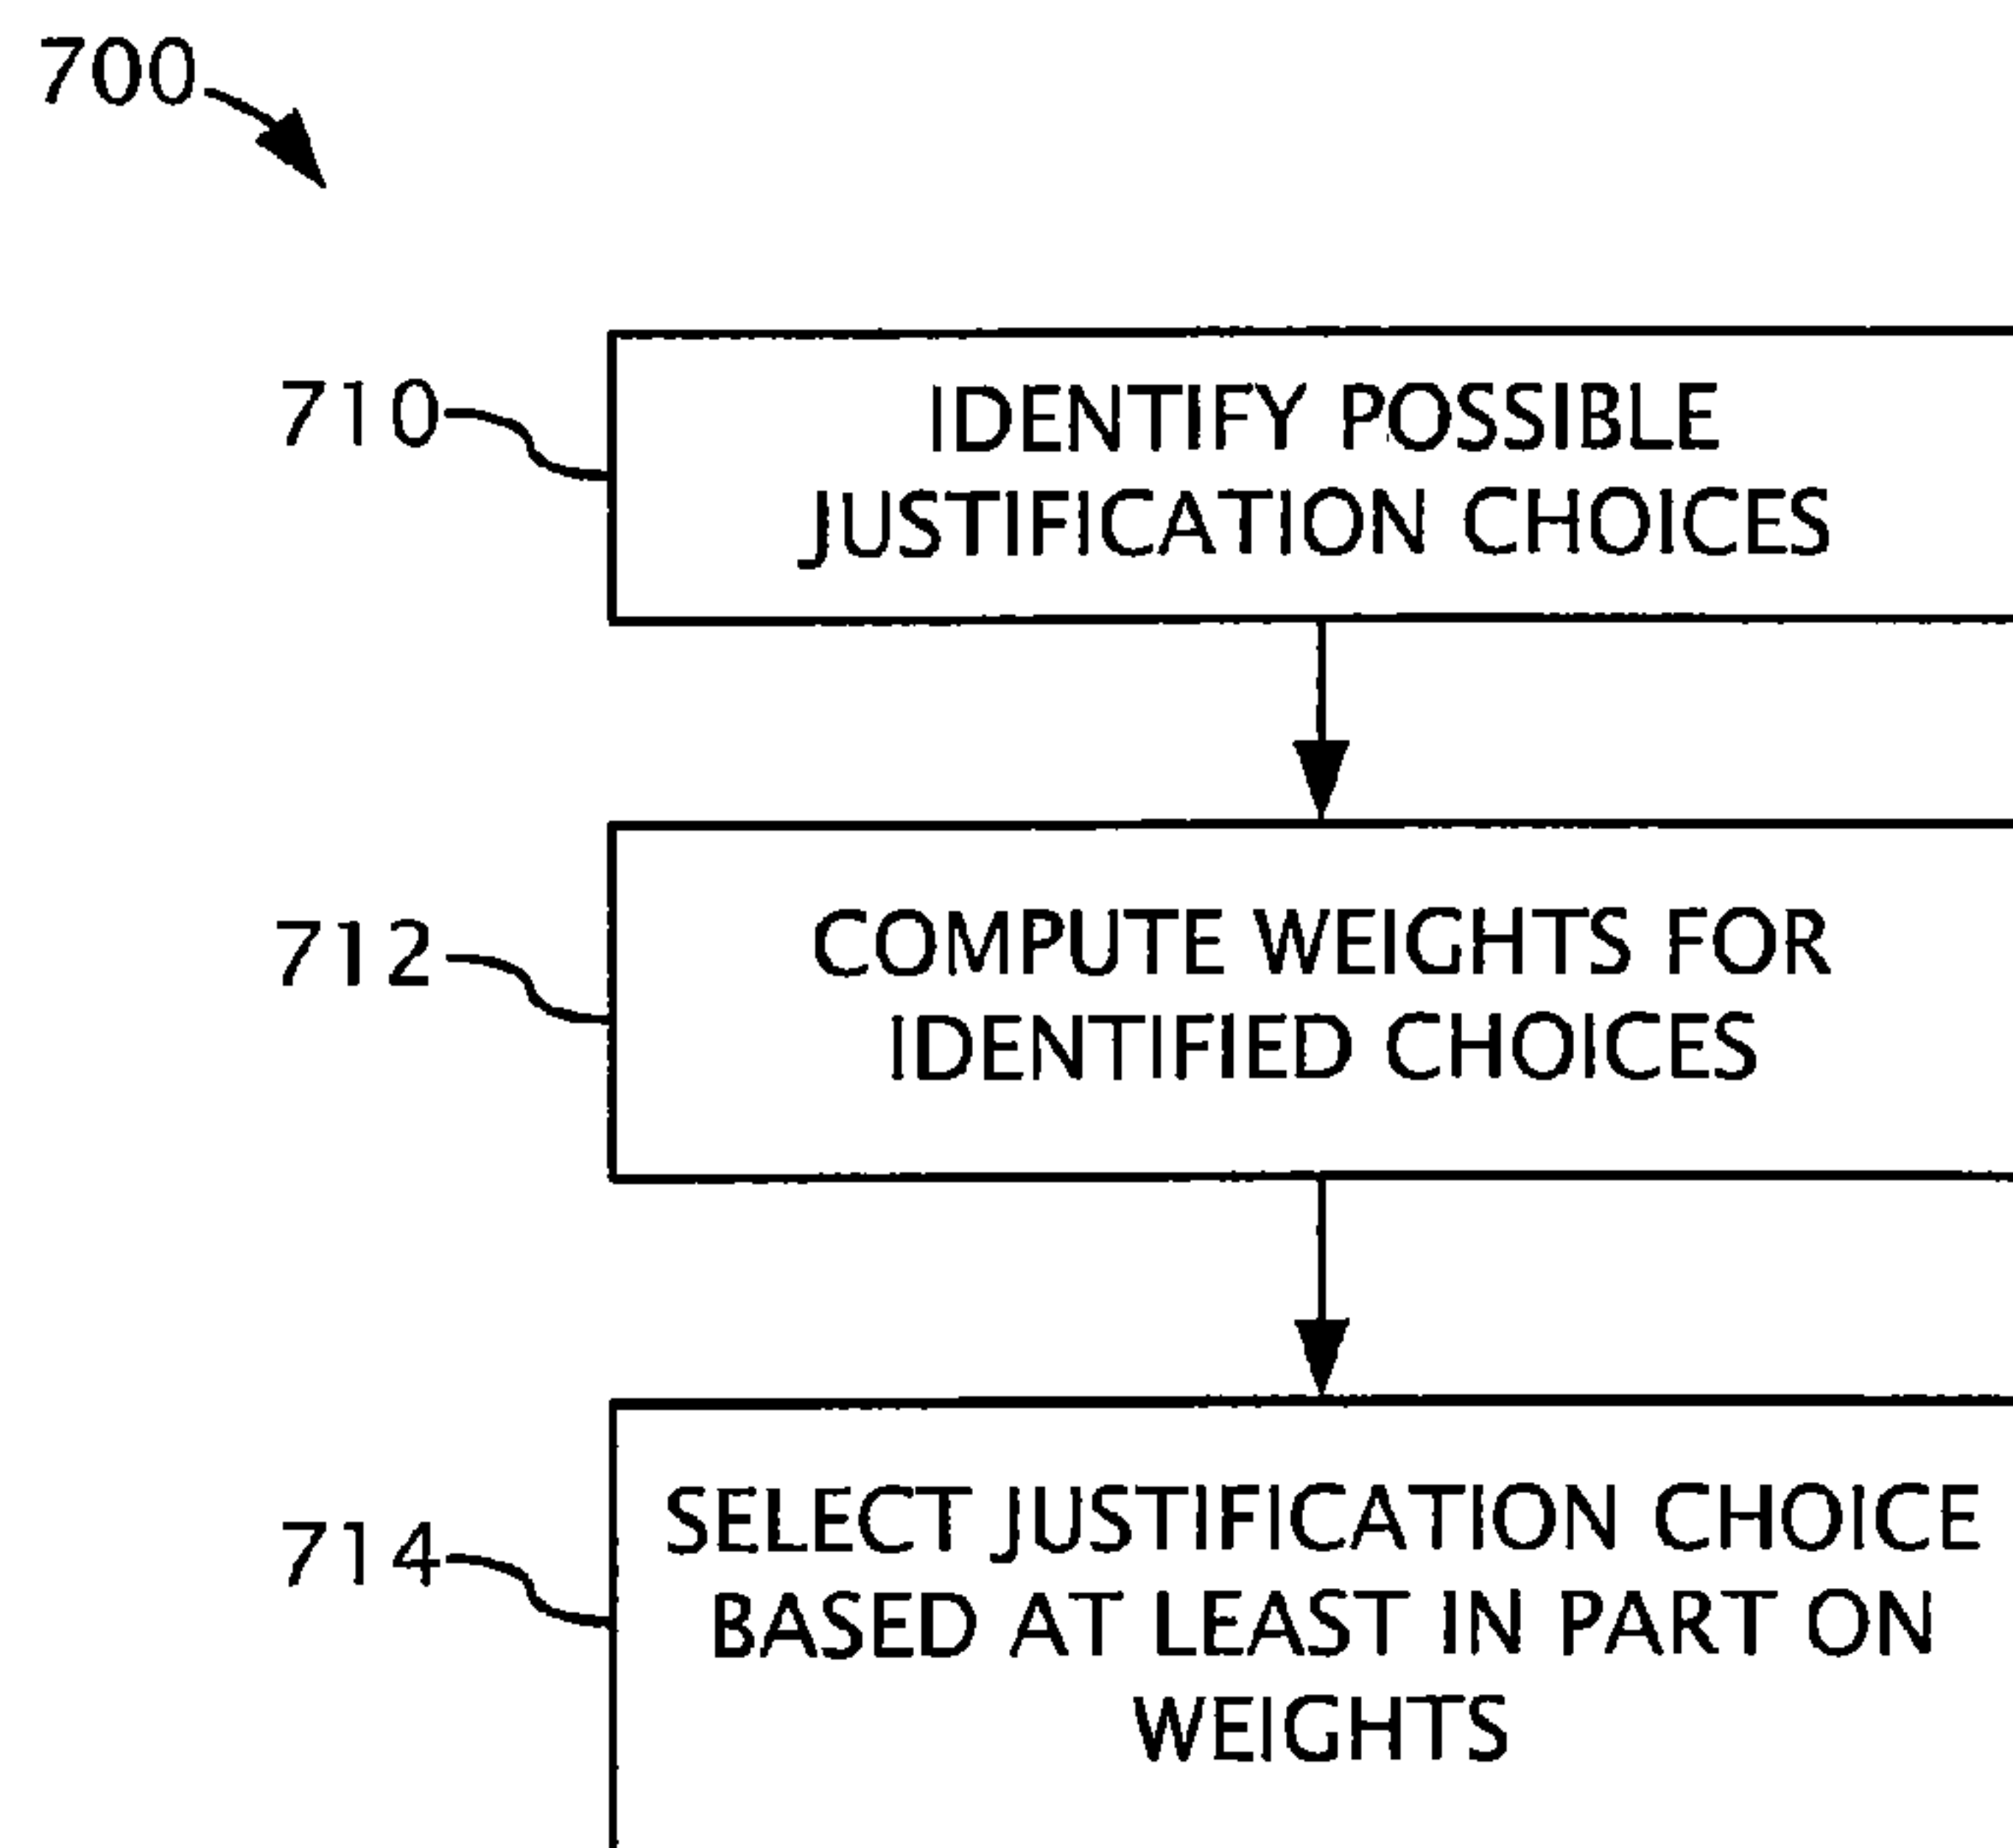 700
710
IDENTIFY POSSIBLE
JUSTIFICATION CHOICES
712
COMPUTE WEIGHTS FOR
IDENTIFIED CHOICES
714
SELECT JUSTIFICATION CHOICE
BASED AT LEAST IN PART ON
WEIGHTS